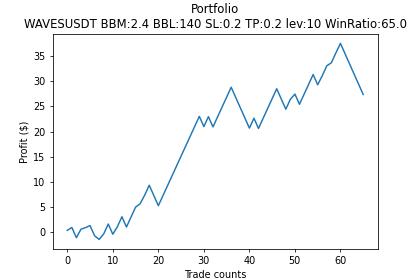 Portfolio
WAVESUSDT BBM:2.4 BBL:140 SL:0.2 TP:0.2 lev:10 WinRatio:65.0
35
30
25
20
15
10
5
0
Profit ($)
0 10 20 30 40 50 60
Trade counts